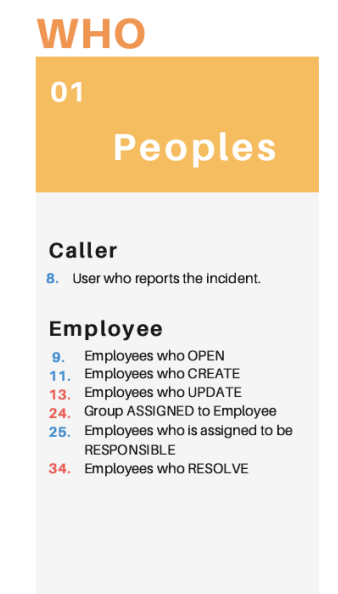 WHO
01
Peoples
Caller
8. User who reports the incident.
Employee
9. Employees who OPEN
11. Employees who CREATE
13. Employees who UPDATE
24. Group ASSIGNED to Employee
25. Employees who is assigned to be
RESPONSIBLE
34. Employees who RESOLVE